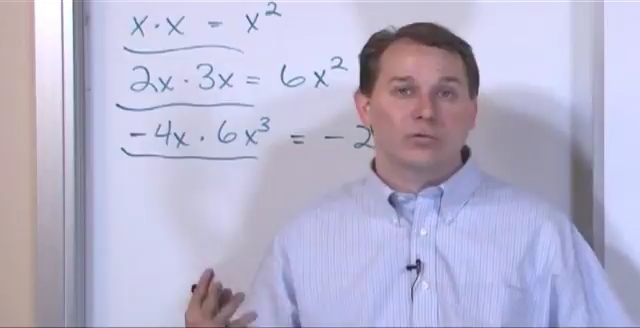 x · x = x²
2x · 3x = 6x²
-4x · 6x³ = -2